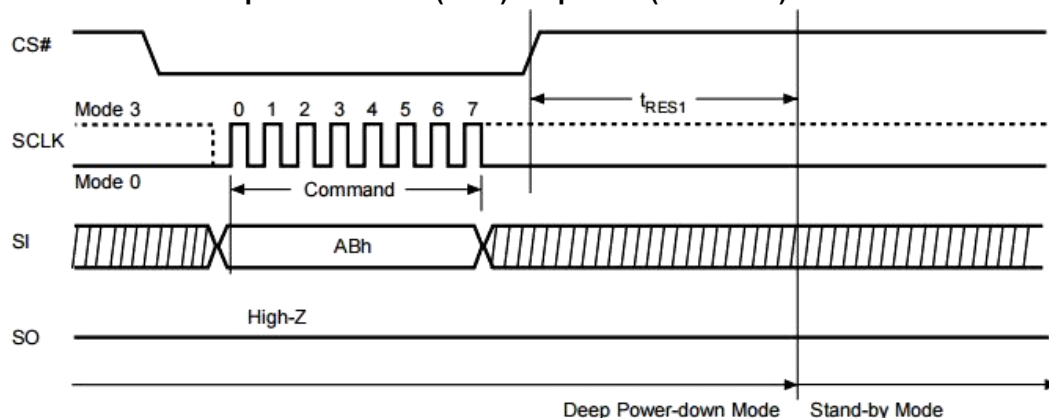 CS#
tRES1
Mode 3
0 1 2 3 4 5 6 7
SCLK
Mode 0
Command
SI
ABh
High-Z
SO
Deep Power-down Mode Stand-by Mode